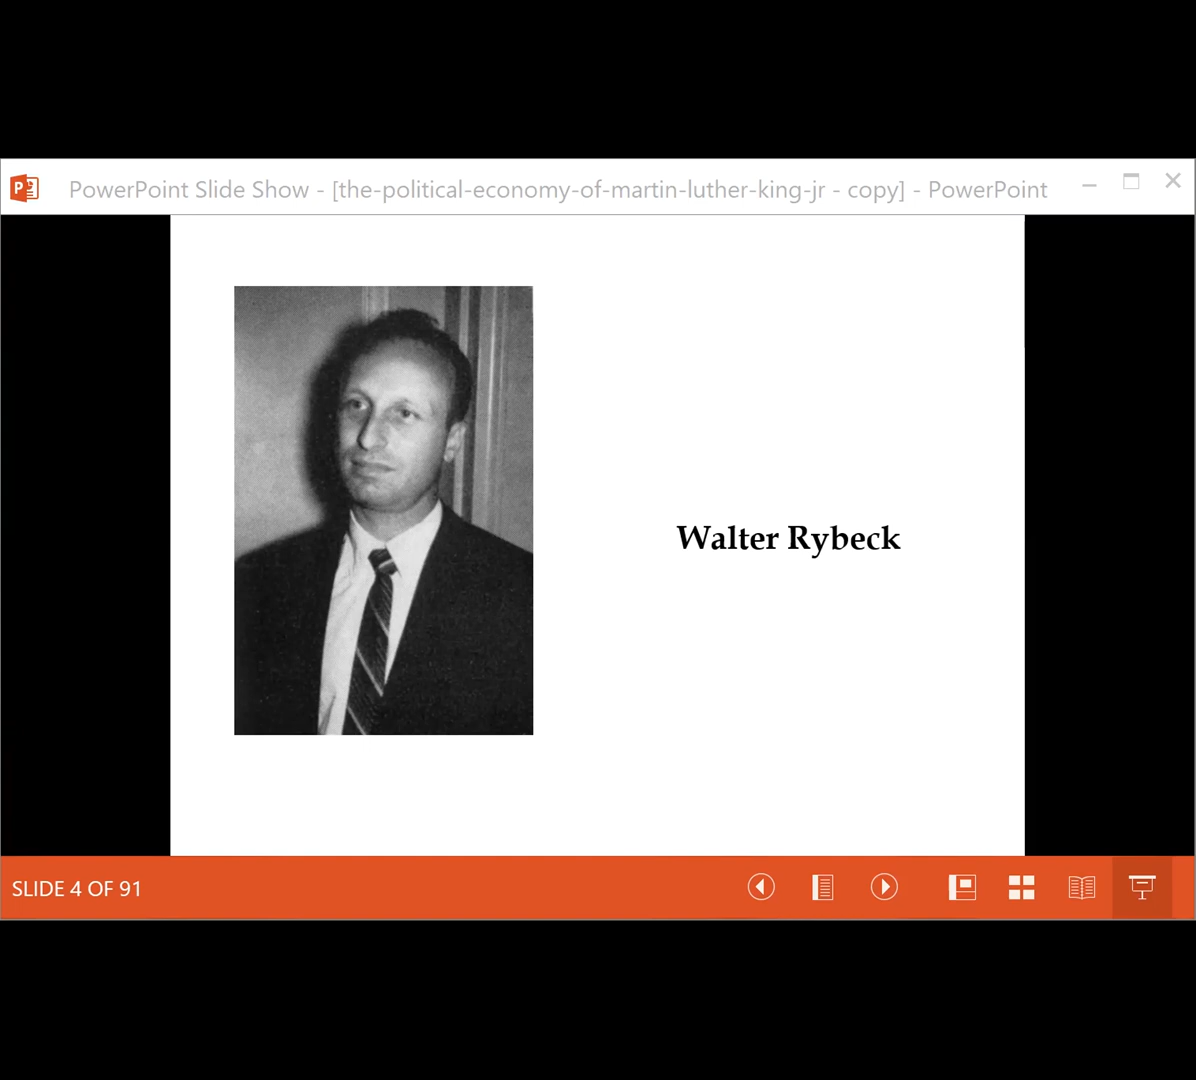 PowerPoint Slide Show - [the-political-economy-of-martin-luther-king-jr - copy] - PowerPoint
Walter Rybeck
SLIDE 4 OF 91